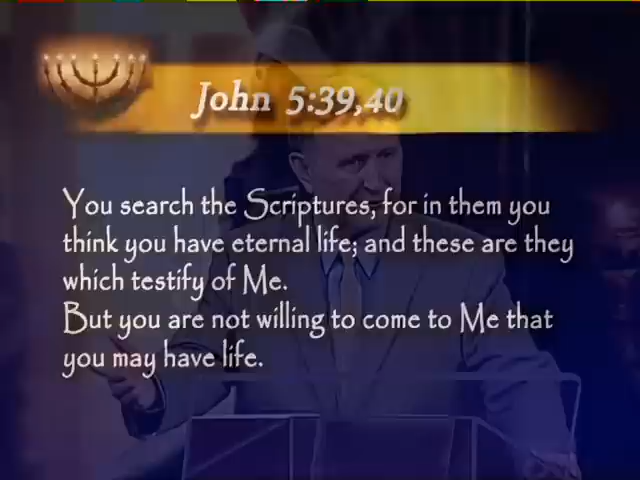 John 5:39,40
You search the Scriptures, for in them you
think you have eternal life; and these are they
which testify of Me.
But you are not willing to come to Me that
you may have life.